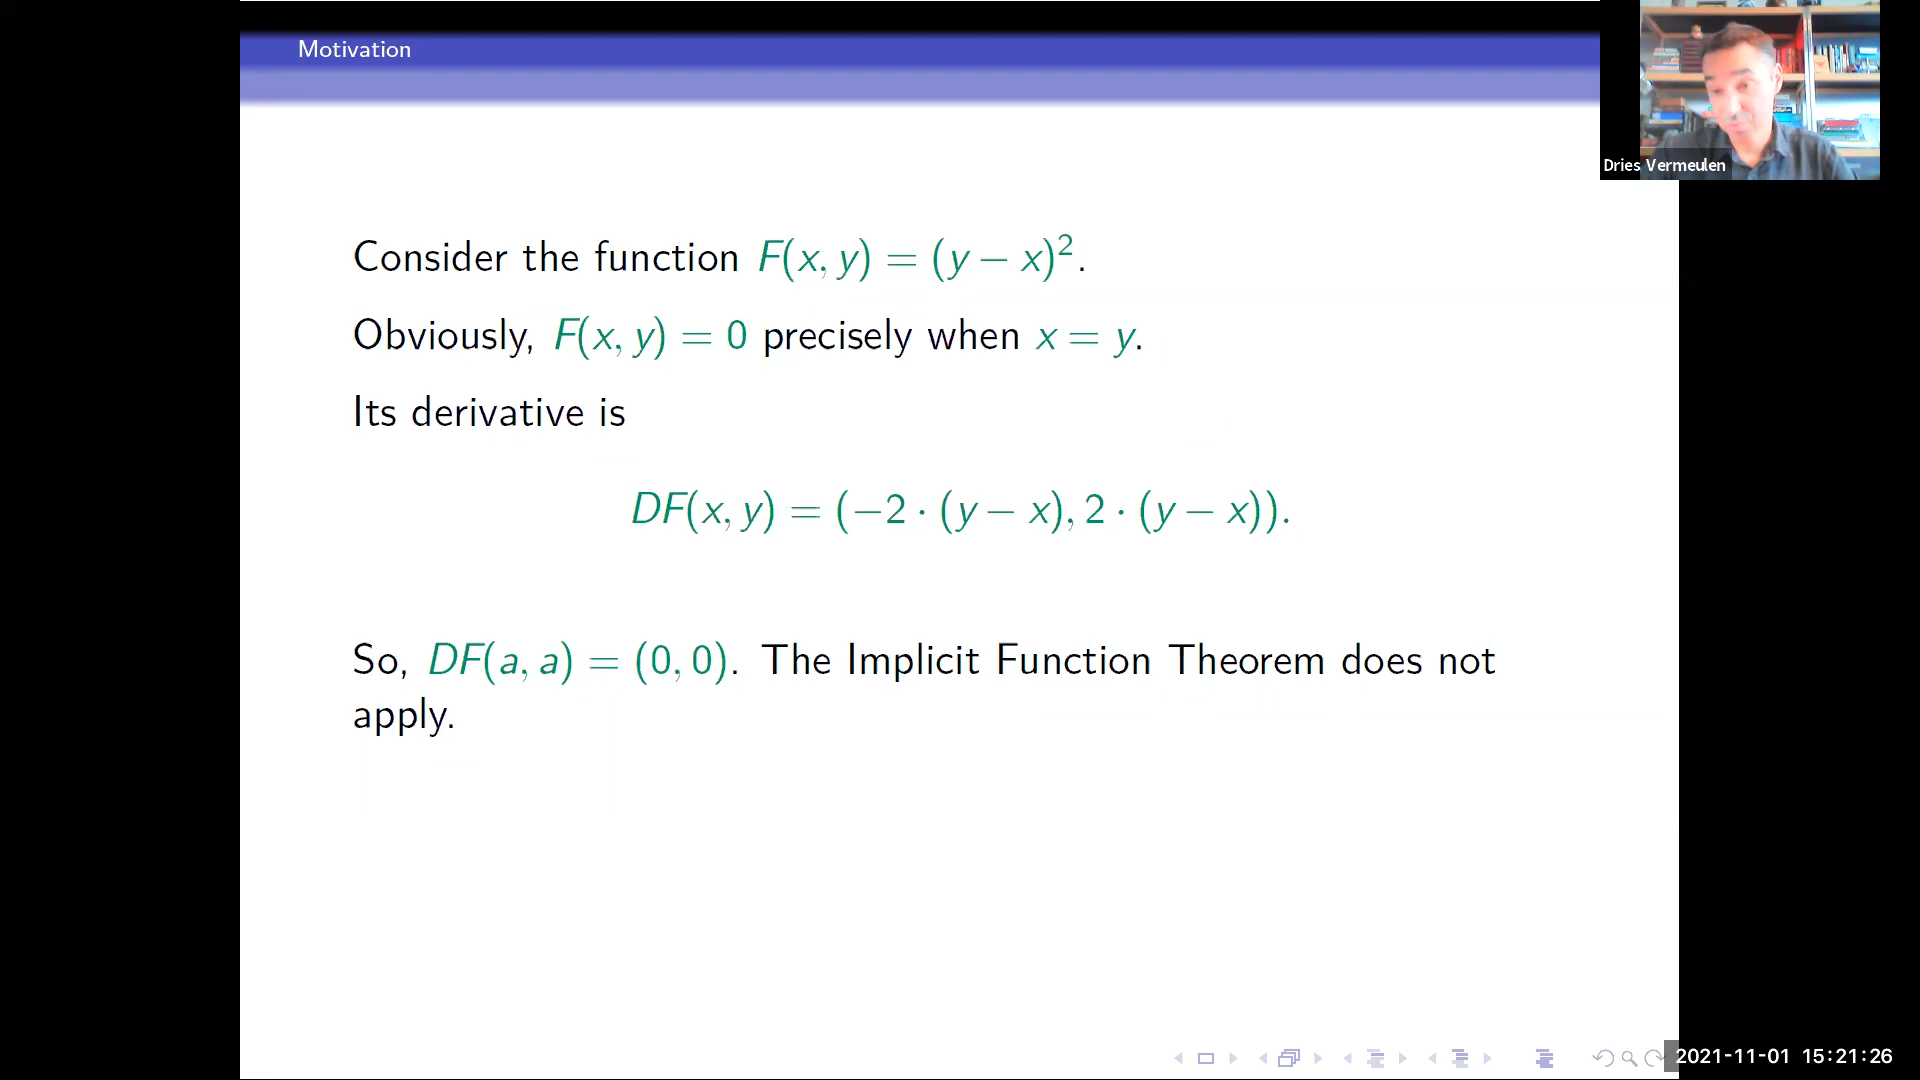 Motivation
Dries Vermeulen
Consider the function F(x, y) = (y − x)².
Obviously, F(x, y) = 0 precisely when x = y.
Its derivative is
DF(x, y) = (−2 · (y − x), 2 · (y − x)).
So, DF(a, a) = (0, 0). The Implicit Function Theorem does not
apply.
2021-11-01 15:21:26